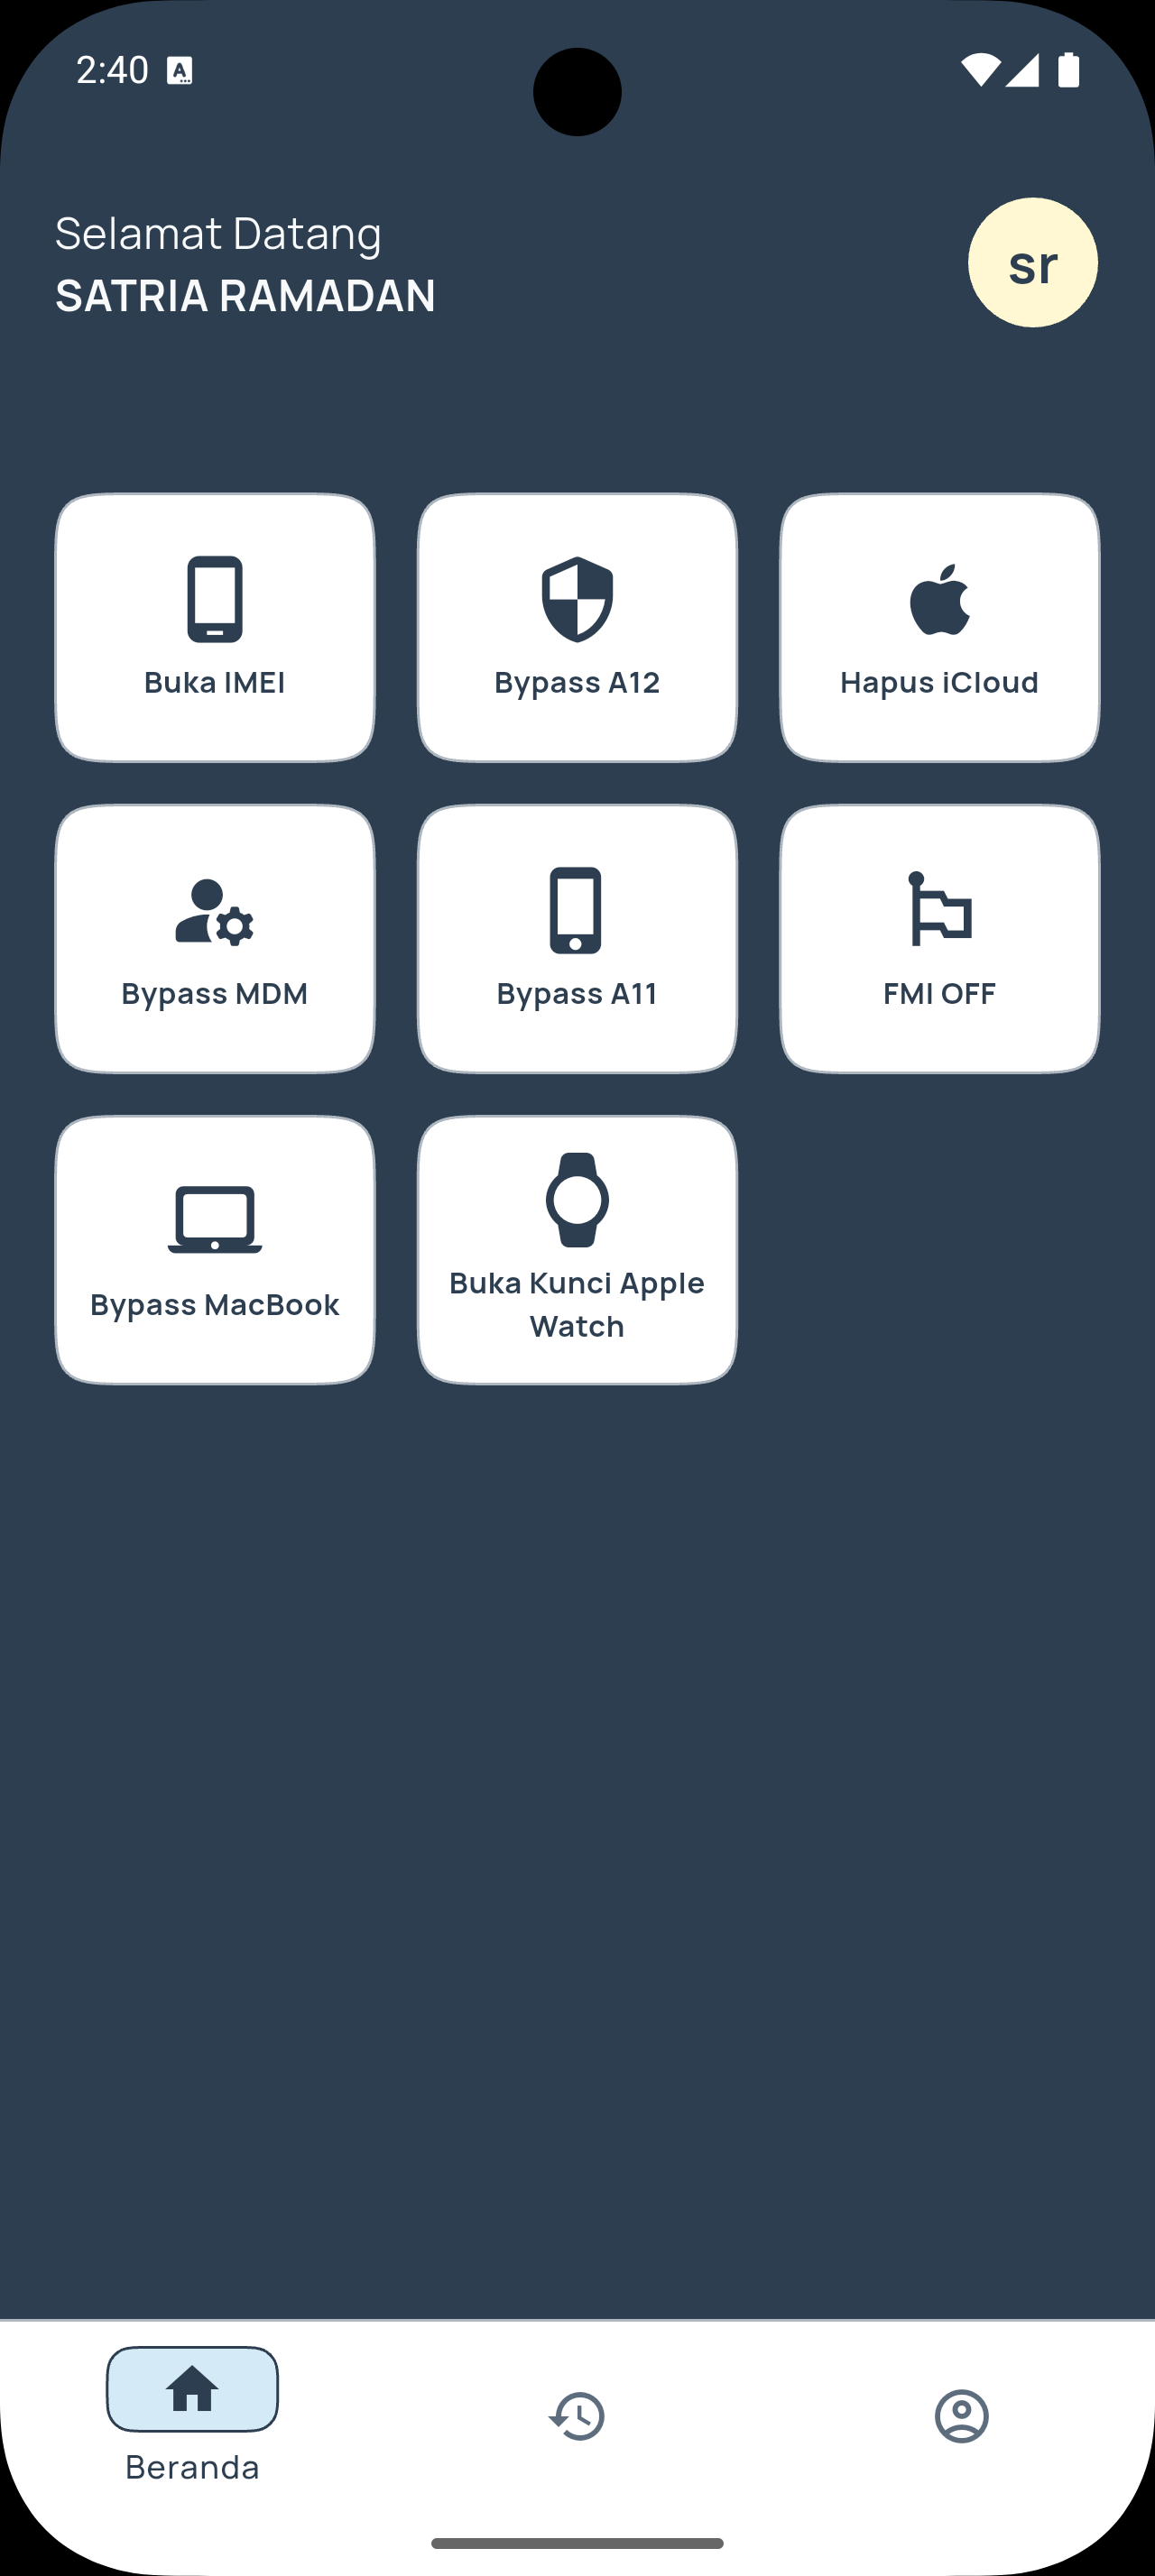 2:40
Selamat Datang
SATRIA RAMADAN
sr
Buka IMEI
Bypass A12
Hapus iCloud
Bypass MDM
Bypass A11
FMI OFF
Bypass MacBook
Buka Kunci Apple
Watch
Beranda